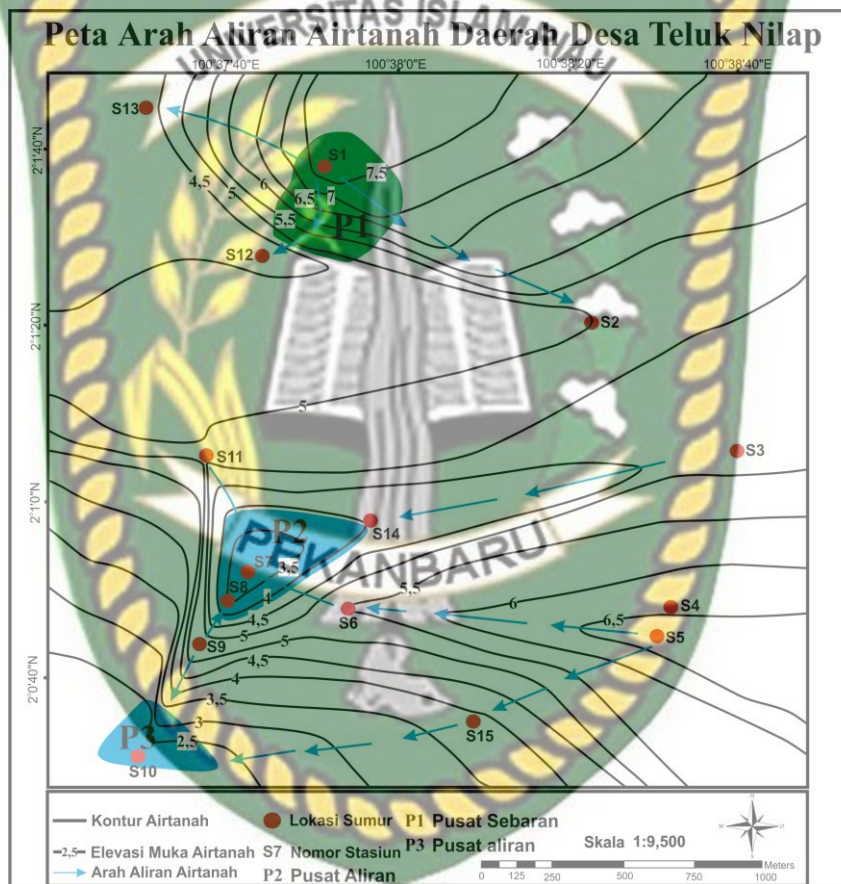 UNIVERSITAS ISLAM RIAU
Peta Arah Aliran Airtanah Daerah Desa Teluk Nilap
100°37'40"E 100°38'0"E 100°33'20"E 100°38'40"E
2°1'40"N
2°1'20"N
2°1'0"N
2°0'40"N
S13
S1
7,5
4,5
5
6
6,5
7
5,5
P1
S12
S2
5
S11
S3
S14
P2
PEKANBARU
S7
3,5
S8
4
5,5
6
S4
4,5
S6
6,5
S5
S9
5
5
4,5
4
3,5
S15
3
P3
2,5
S10
Kontur Airtanah
Lokasi Sumur
P1 Pusat Sebaran
2,5 Elevasi Muka Airtanah
S7 Nomor Stasiun
P3 Pusat aliran
Skala 1:9,500
Arah Aliran Airtanah
P2 Pusat Aliran
Meters
0 125 250 500 750 1000